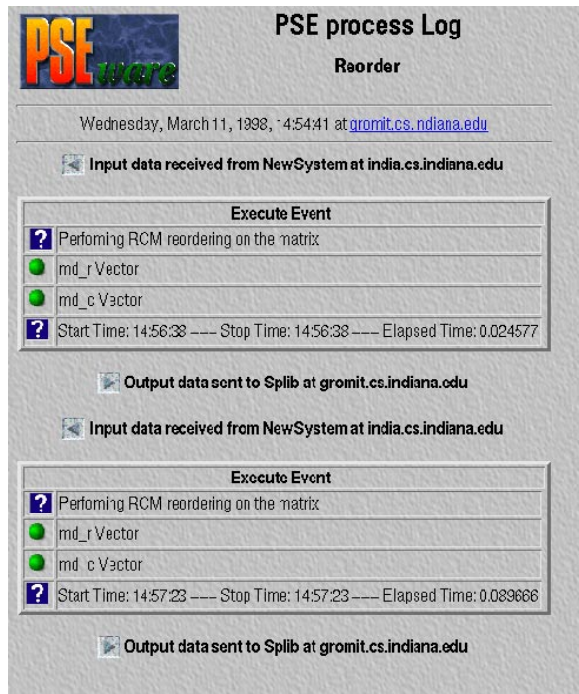 PSEware
PSE process Log
Reorder
Wednesday, March 11, 1998, 14:54:41 at gromit.cs.indiana.edu
Input data received from NewSystem at india.cs.indiana.edu
Execute Event
? Perfoming RCM reordering on the matrix
md_r Vector
md_c Vector
? Start Time: 14:56:38 --- Stop Time: 14:56:38 --- Elapsed Time: 0.024577
Output data sent to Splib at gromit.cs.indiana.edu
Input data received from NewSystem at india.cs.indiana.edu
Execute Event
? Perfoming RCM reordering on the matrix
md_r Vector
md_c Vector
? Start Time: 14:57:23 --- Stop Time: 14:57:23 --- Elapsed Time: 0.089666
Output data sent to Splib at gromit.cs.indiana.edu